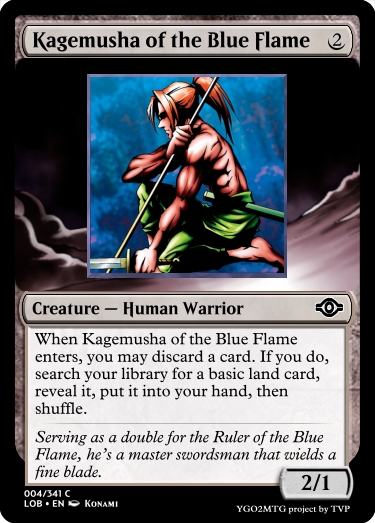 Kagemusha of the Blue Flame 2
Creature — Human Warrior
When Kagemusha of the Blue Flame
enters, you may discard a card. If you do,
search your library for a basic land card,
reveal it, put it into your hand, then
shuffle.
Serving as a double for the Ruler of the Blue
Flame, he's a master swordsman that wields a
fine blade.
2/1
004/341 C
LOB • EN Konami
YGO2MTG project by TVP